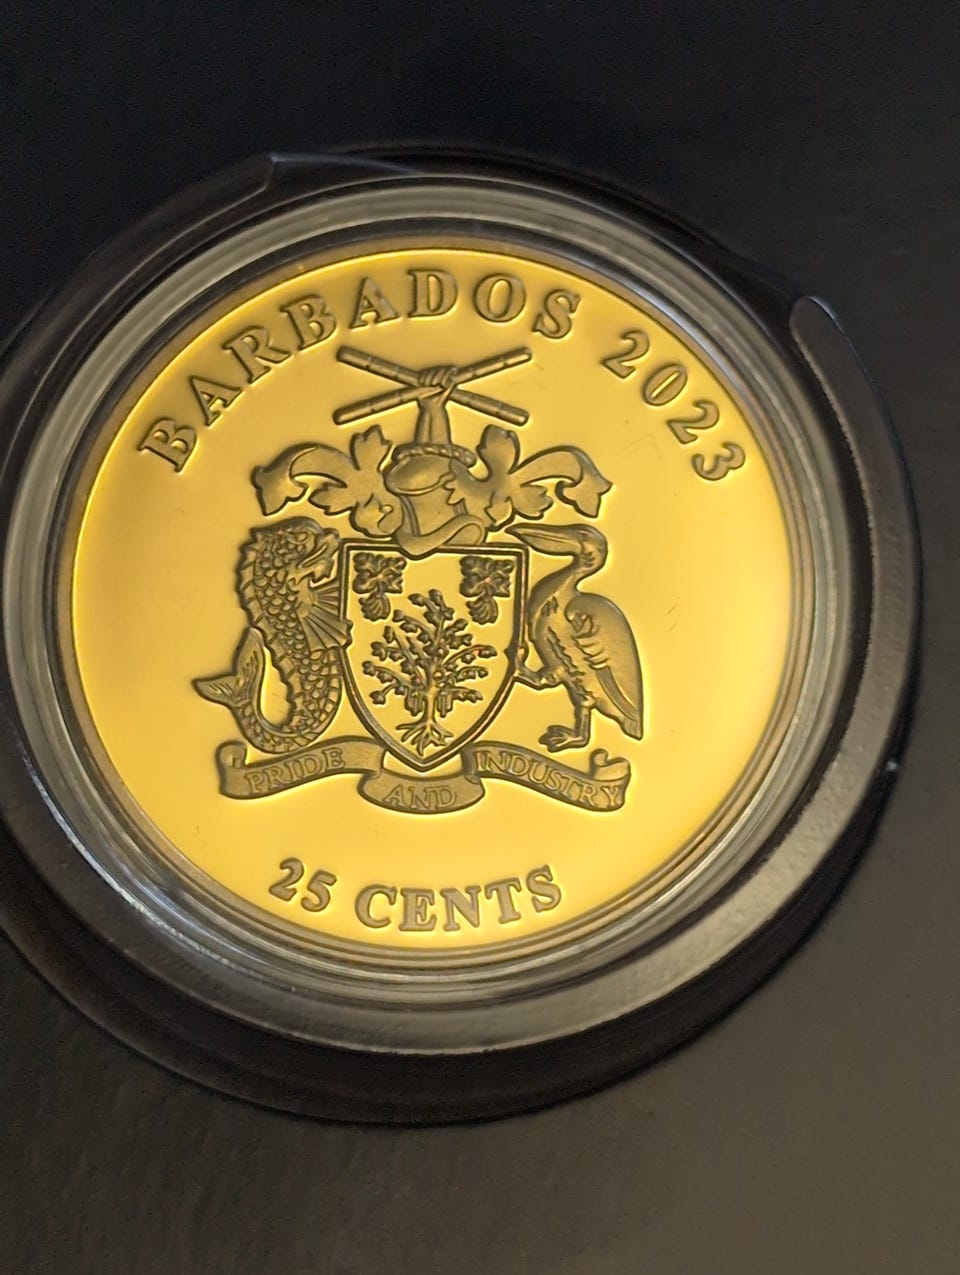 BARBADOS 2023
PRIDE AND INDUSTRY
25 CENTS